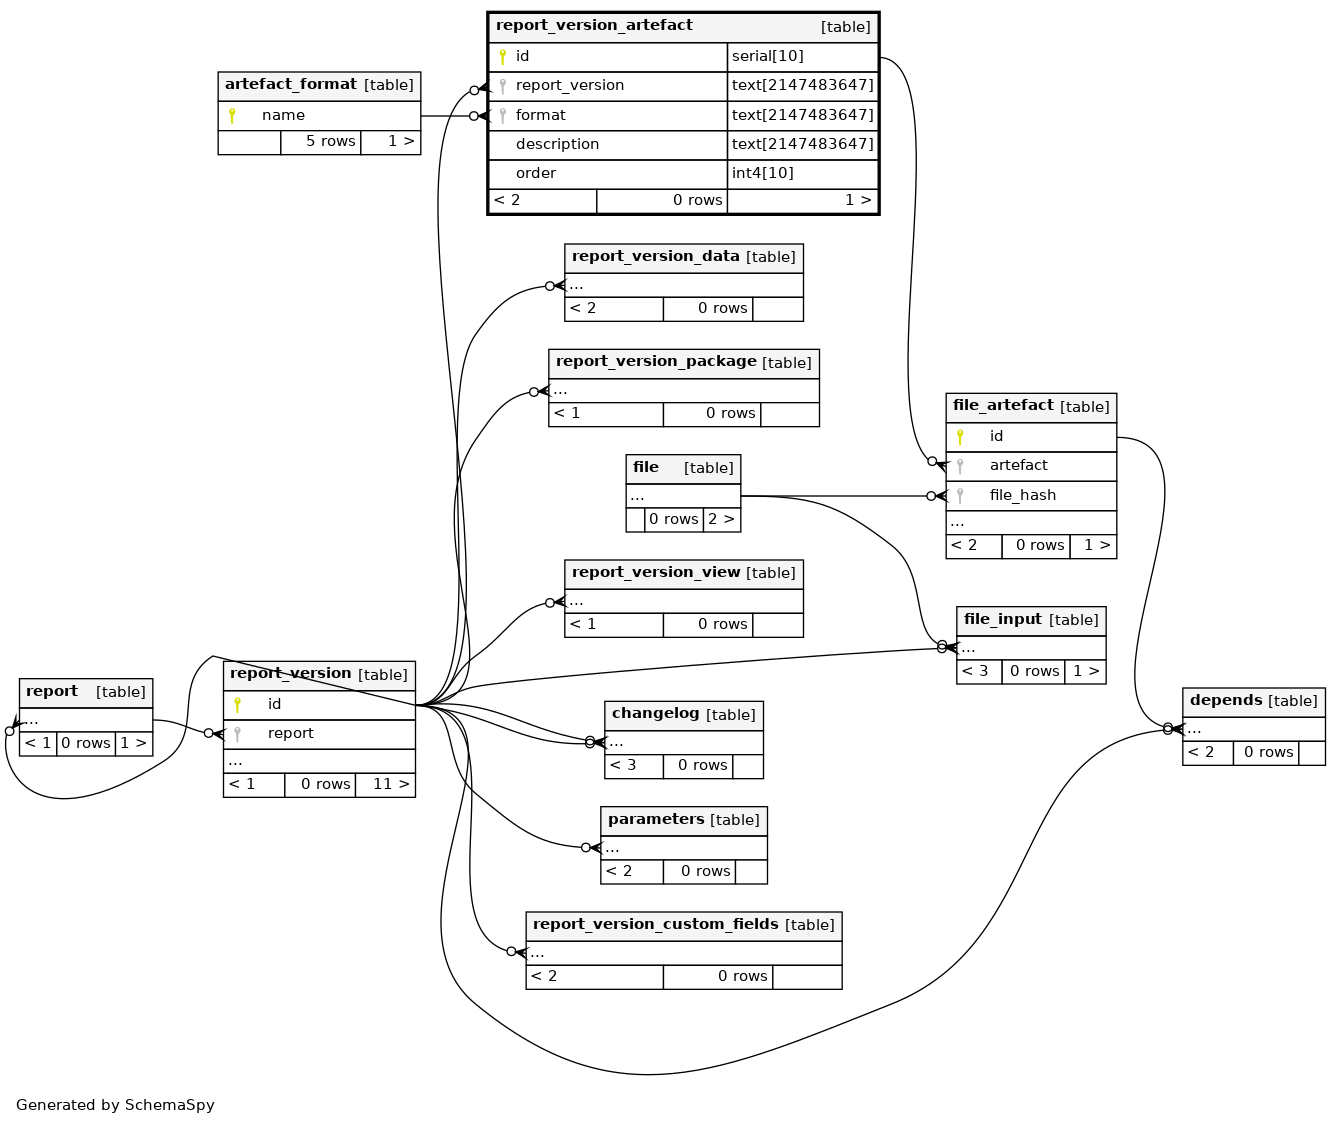 report_version_artefact [table]
id serial[10]
report_version text[2147483647]
format text[2147483647]
description text[2147483647]
order int4[10]
< 2 0 rows 1 >
artefact_format [table]
name
5 rows 1 >
report_version_data [table]
...
< 2 0 rows
report_version_package [table]
...
< 1 0 rows
file_artefact [table]
id
artefact
file_hash
...
< 2 0 rows 1 >
file [table]
...
0 rows 2 >
report_version_view [table]
...
< 1 0 rows
file_input [table]
...
< 3 0 rows 1 >
report [table]
...
< 1 0 rows 1 >
report_version [table]
id
report
...
< 1 0 rows 11 >
changelog [table]
...
< 3 0 rows
depends [table]
...
< 2 0 rows
parameters [table]
...
< 2 0 rows
report_version_custom_fields [table]
...
< 2 0 rows
Generated by SchemaSpy